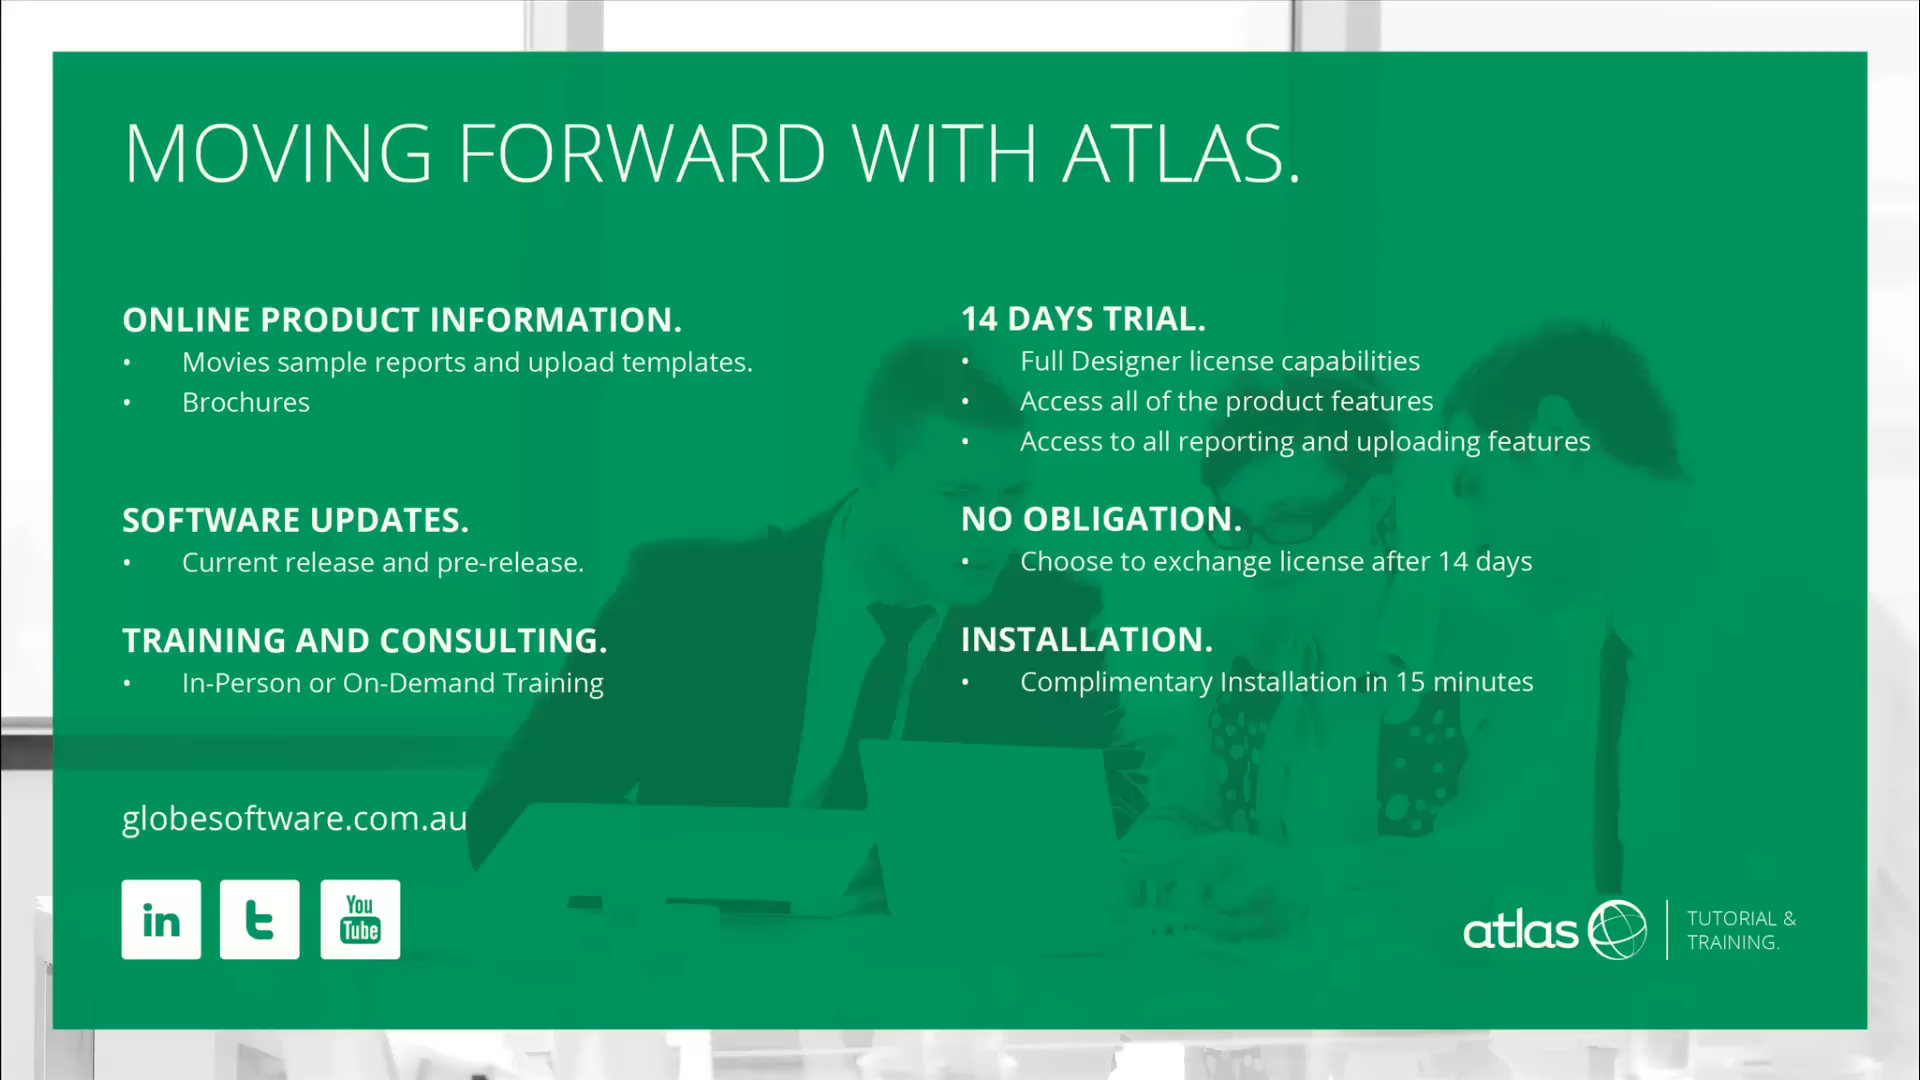 MOVING FORWARD WITH ATLAS.
ONLINE PRODUCT INFORMATION.
• Movies sample reports and upload templates.
• Brochures
SOFTWARE UPDATES.
• Current release and pre-release.
TRAINING AND CONSULTING.
• In-Person or On-Demand Training
14 DAYS TRIAL.
• Full Designer license capabilities
• Access all of the product features
• Access to all reporting and uploading features
NO OBLIGATION.
• Choose to exchange license after 14 days
INSTALLATION.
• Complimentary Installation in 15 minutes
globesoftware.com.au
in
t
You
Tube
atlas
TUTORIAL &
TRAINING.